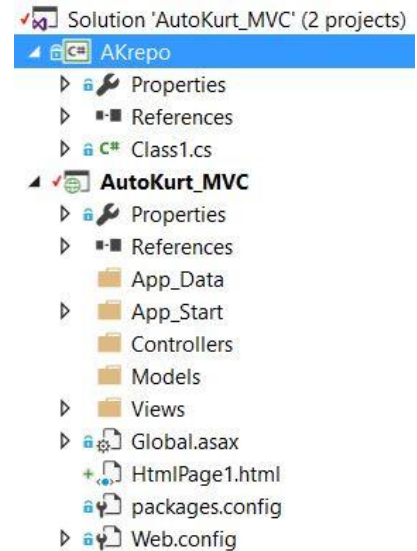 Solution 'AutoKurt_MVC' (2 projects)
C# AKrepo
Properties
References
C# Class1.cs
AutoKurt_MVC
Properties
References
App_Data
App_Start
Controllers
Models
Views
Global.asax
HtmlPage1.html
packages.config
Web.config